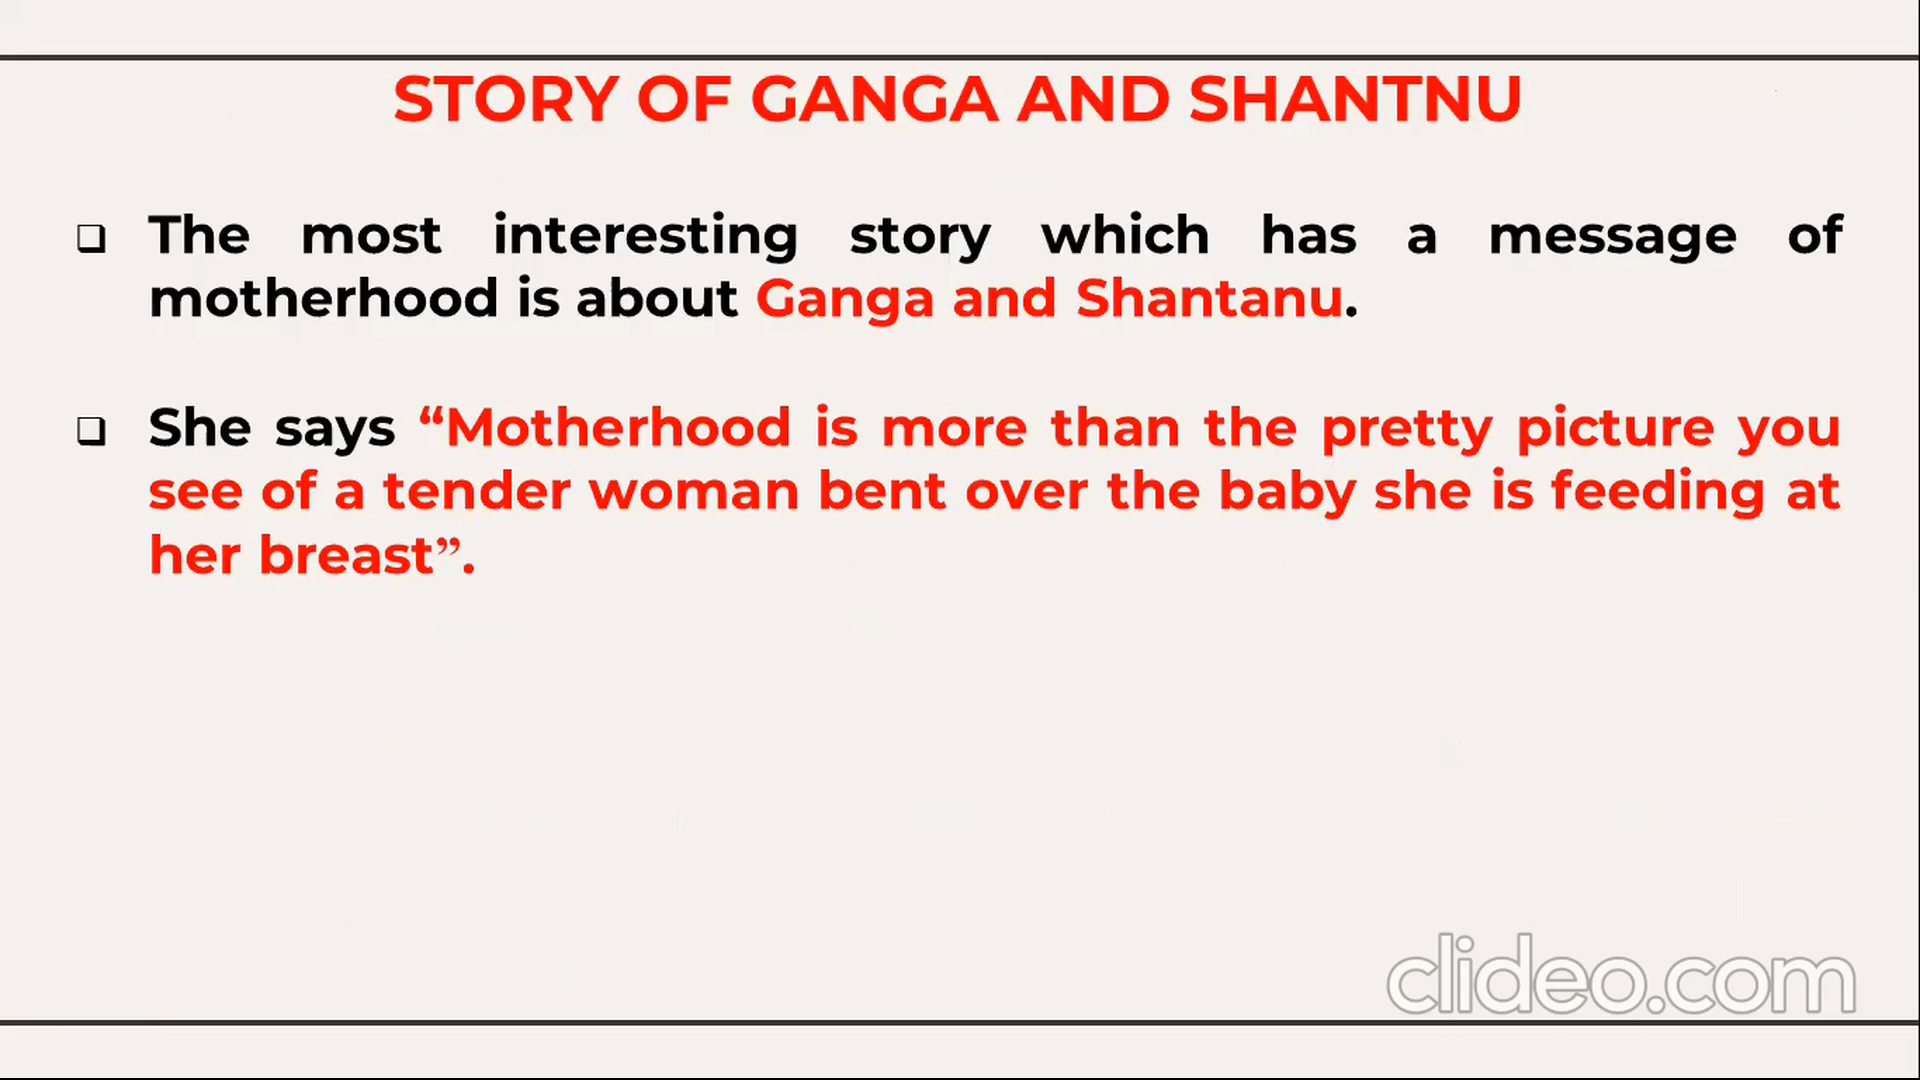 STORY OF GANGA AND SHANTNU
The most interesting story which has a message of
motherhood is about Ganga and Shantanu.
She says “Motherhood is more than the pretty picture you
see of a tender woman bent over the baby she is feeding at
her breast”.
clideo.com